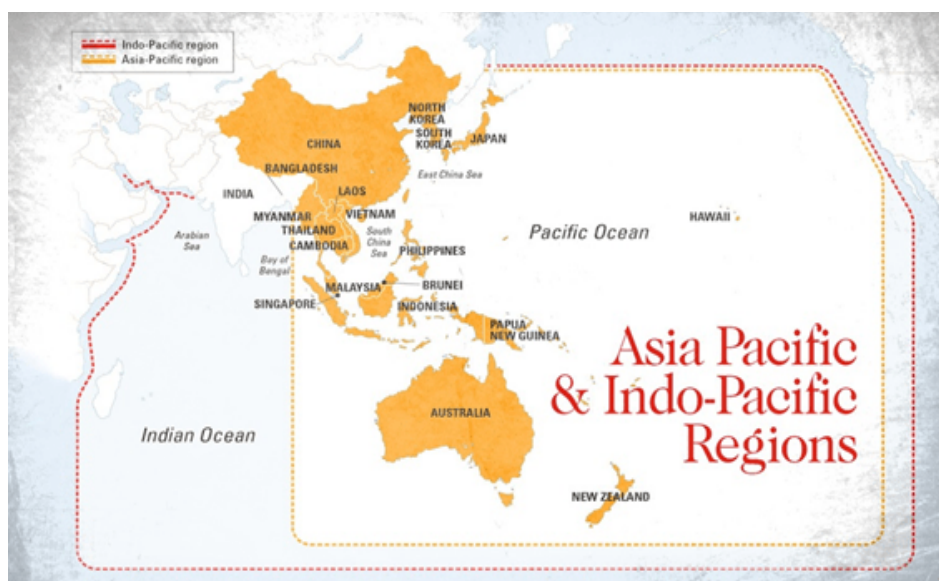 Indo-Pacific region
Asia-Pacific region
NORTH
KOREA
SOUTH
KOREA
JAPAN
CHINA
East China Sea
BANGLADESH
INDIA
LAOS
MYANMAR
VIETNAM
THAILAND
CAMBODIA
South
China
Sea
Arabian
Sea
Bay of
Bengal
PHILIPPINES
Pacific Ocean
HAWAII
MALAYSIA
BRUNEI
SINGAPORE
INDONESIA
PAPUA
NEW GUINEA
Asia Pacific
& Indo-Pacific
Regions
AUSTRALIA
Indian Ocean
NEW ZEALAND